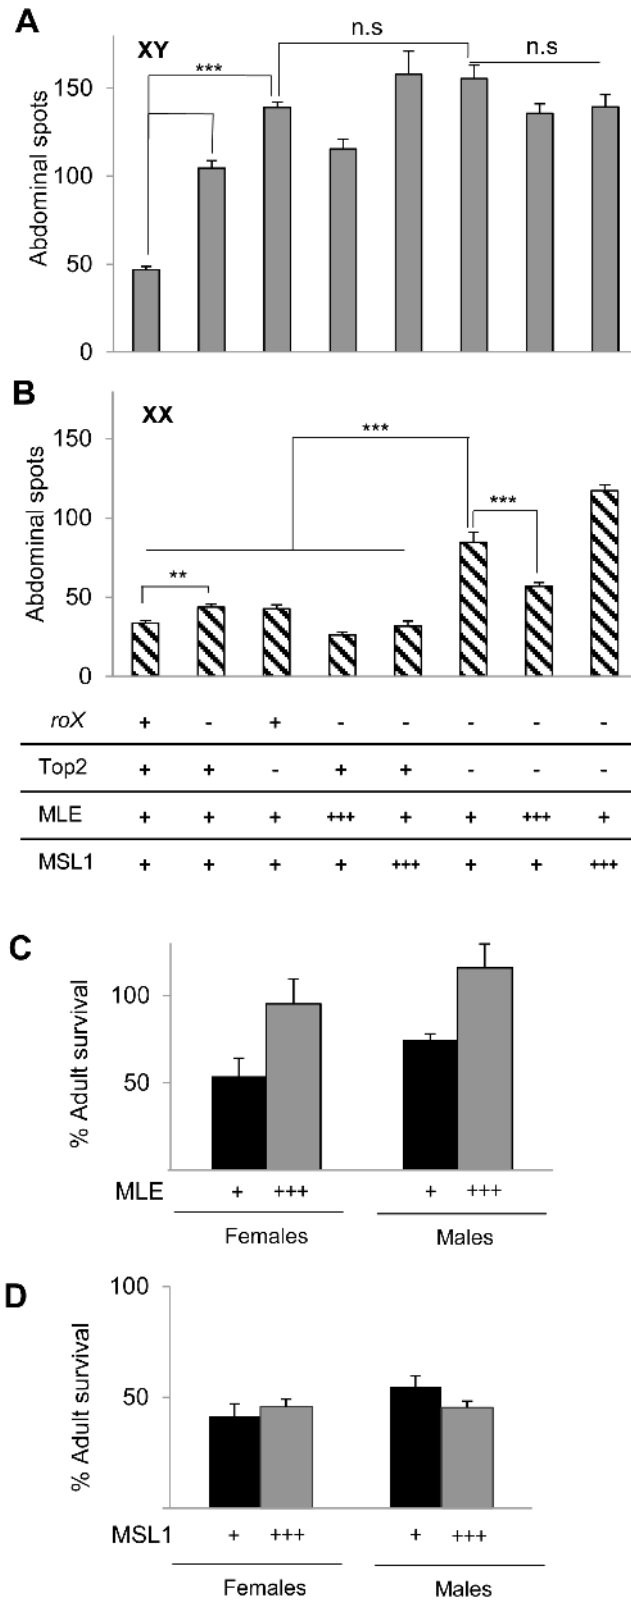 A
n.s
XY
n.s
***
150
100
50
0
Abdominal spots
B
XX
***
150
***
100
**
50
0
Abdominal spots
roX + - + - - - - -
Top2 + + - + + - - -
MLE + + + +++ + + +++ +
MSL1 + + + + +++ + + +++
C
100
50
% Adult survival
MLE + +++ + +++
Females Males
D
100
50
% Adult survival
MSL1 + +++ + +++
Females Males